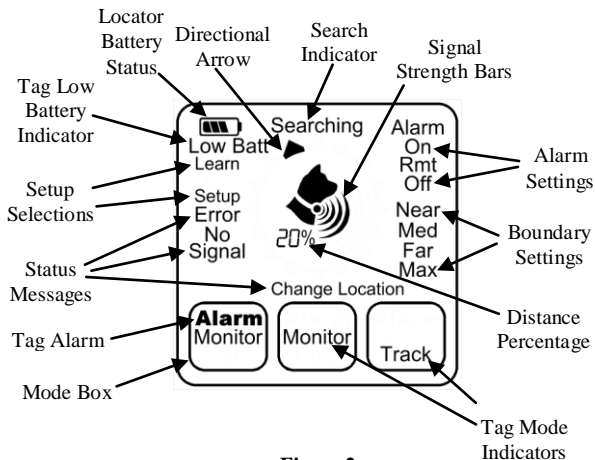 Locator
Battery
Status
Directional
Arrow
Search
Indicator
Signal
Strength Bars
Tag Low
Battery
Indicator
Setup
Selections
Status
Messages
Tag Alarm
Mode Box
Searching
Low Batt
Learn
Setup
Error
No
Signal
20%
Change Location
Alarm
On
Rmt
Off
Near
Med
Far
Max
Alarm
Monitor
Monitor
Track
Alarm
Settings
Boundary
Settings
Distance
Percentage
Tag Mode
Indicators